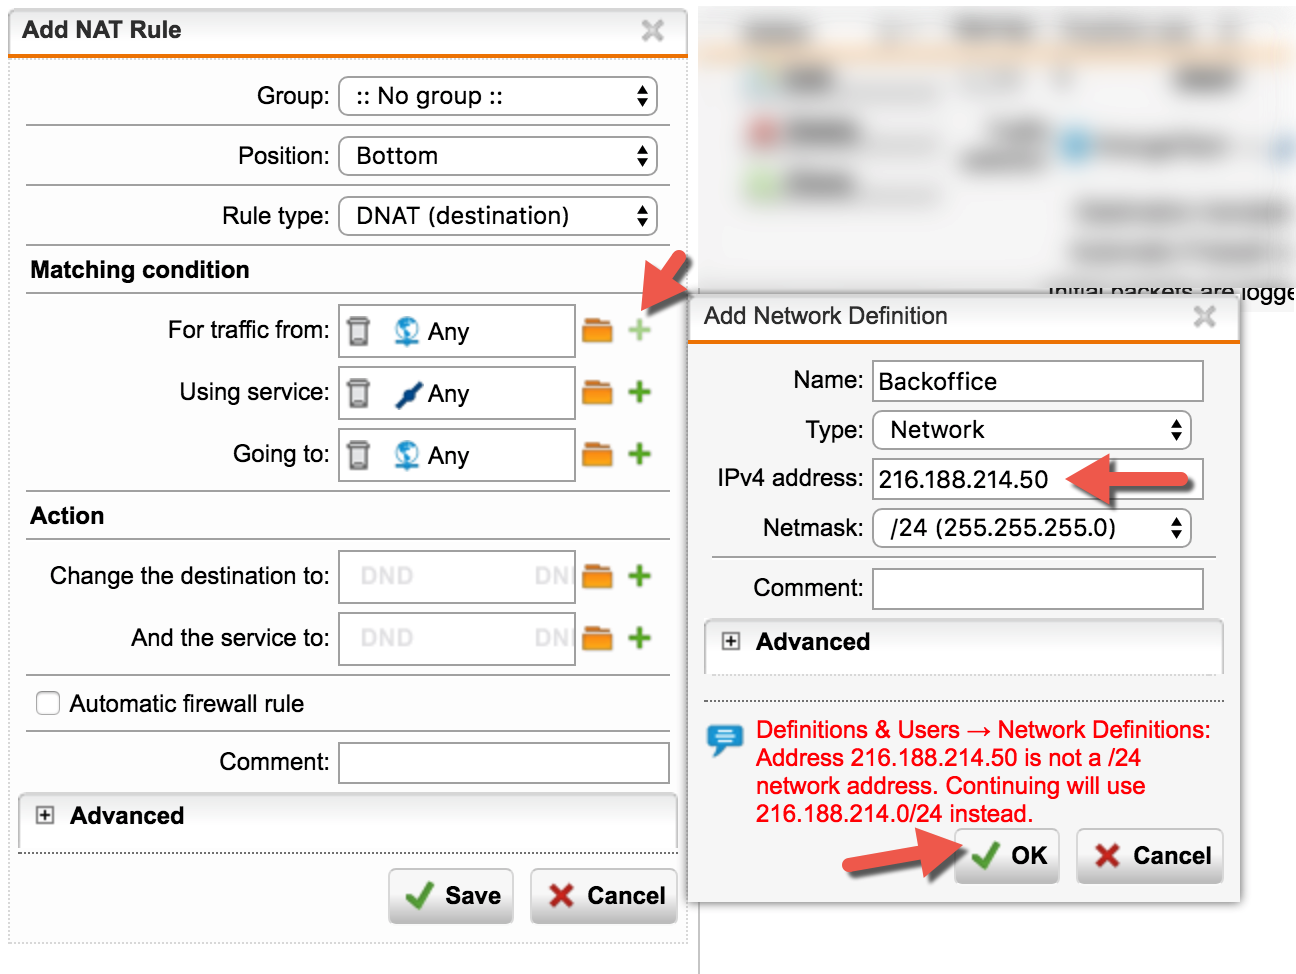 Add NAT Rule
Group: :: No group ::
Position: Bottom
Rule type: DNAT (destination)
Matching condition
For traffic from: Any
Using service: Any
Going to: Any
Action
Change the destination to: DND DN
And the service to: DND DN
Automatic firewall rule
Comment:
Advanced
Save Cancel
Initial packets are logge
Add Network Definition
Name: Backoffice
Type: Network
IPv4 address: 216.188.214.50
Netmask: /24 (255.255.255.0)
Comment:
Advanced
Definitions & Users → Network Definitions:
Address 216.188.214.50 is not a /24
network address. Continuing will use
216.188.214.0/24 instead.
OK Cancel